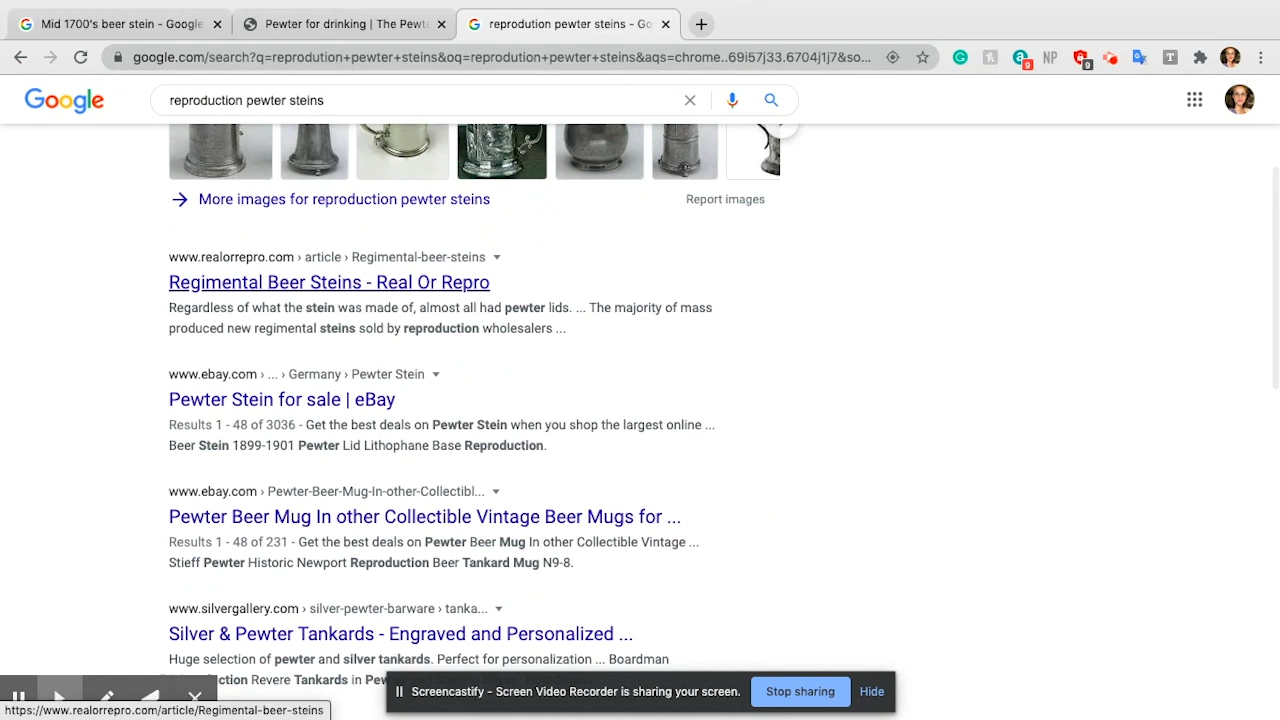 Mid 1700's beer stein - Google
Pewter for drinking | The Pewte
reprodution pewter steins - Go
google.com/search?q=reprodution+pewter+steins&oq=reprodution+pewter+steins&aqs=chrome..69i57j33.6704j1j7&so...
9
NP
9
T
Google
reproduction pewter steins
More images for reproduction pewter steins
Report images
www.realorrepro.com › article › Regimental-beer-steins
Regimental Beer Steins - Real Or Repro
Regardless of what the stein was made of, almost all had pewter lids. ... The majority of mass
produced new regimental steins sold by reproduction wholesalers ...
www.ebay.com › ... › Germany › Pewter Stein
Pewter Stein for sale | eBay
Results 1 - 48 of 3036 - Get the best deals on Pewter Stein when you shop the largest online ...
Beer Stein 1899-1901 Pewter Lid Lithophane Base Reproduction.
www.ebay.com › Pewter-Beer-Mug-In-other-Collectibl...
Pewter Beer Mug In other Collectible Vintage Beer Mugs for ...
Results 1 - 48 of 231 - Get the best deals on Pewter Beer Mug In other Collectible Vintage ...
Stieff Pewter Historic Newport Reproduction Beer Tankard Mug N9-8.
www.silvergallery.com › silver-pewter-barware › tanka...
Silver & Pewter Tankards - Engraved and Personalized ...
Huge selection of pewter and silver tankards. Perfect for personalization ... Boardman
Revere Tankards in
Screencastify - Screen Video Recorder is sharing your screen.
Stop sharing
Hide
https://www.realorrepro.com/article/Regimental-beer-steins